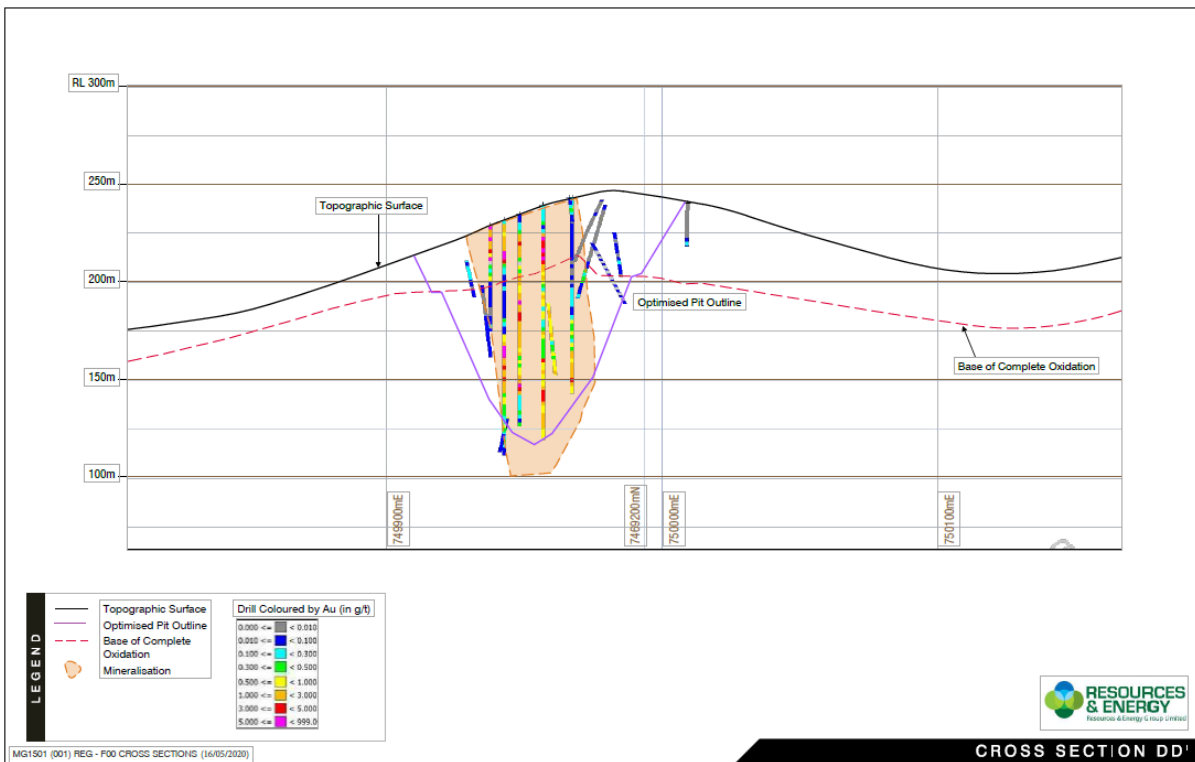 RL 300m
250m
Topographic Surface
200m
Optimised Pit Outline
Base of Complete Oxidation
150m
100m
749900mE
7469200mN
750000mE
750100mE
LEGEND
Topographic Surface
Optimised Pit Outline
Base of Complete
Oxidation
Mineralisation
Drill Coloured by Au (in g/t)
0.000 <= < 0.010
0.010 <= < 0.100
0.100 <= < 0.300
0.300 <= < 0.500
0.500 <= < 1.000
1.000 <= < 3.000
3.000 <= < 5.000
5.000 <= < 999.0
RESOURCES
& ENERGY
Resources & Energy Group Limited
MG1501 (001) REG - F00 CROSS SECTIONS (16/05/2020)
CROSS SECTION DD'